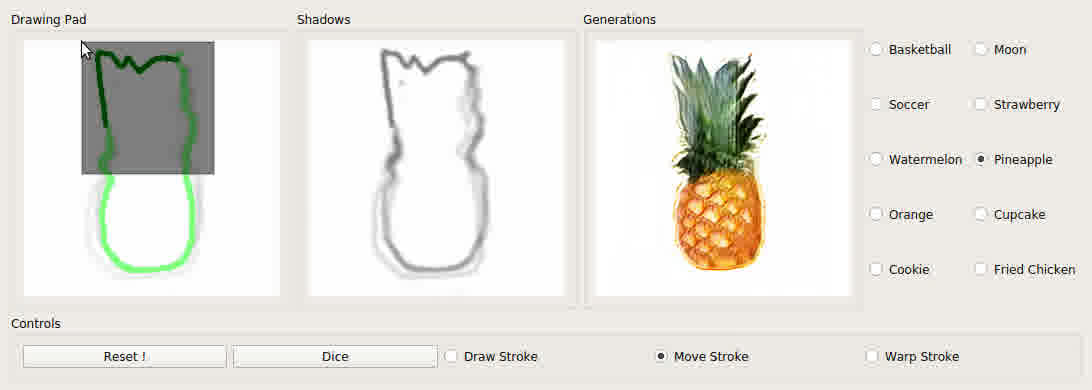 Drawing Pad
Shadows
Generations
Basketball
Moon
Soccer
Strawberry
Watermelon
Pineapple
Orange
Cupcake
Cookie
Fried Chicken
Controls
Reset !
Dice
Draw Stroke
Move Stroke
Warp Stroke